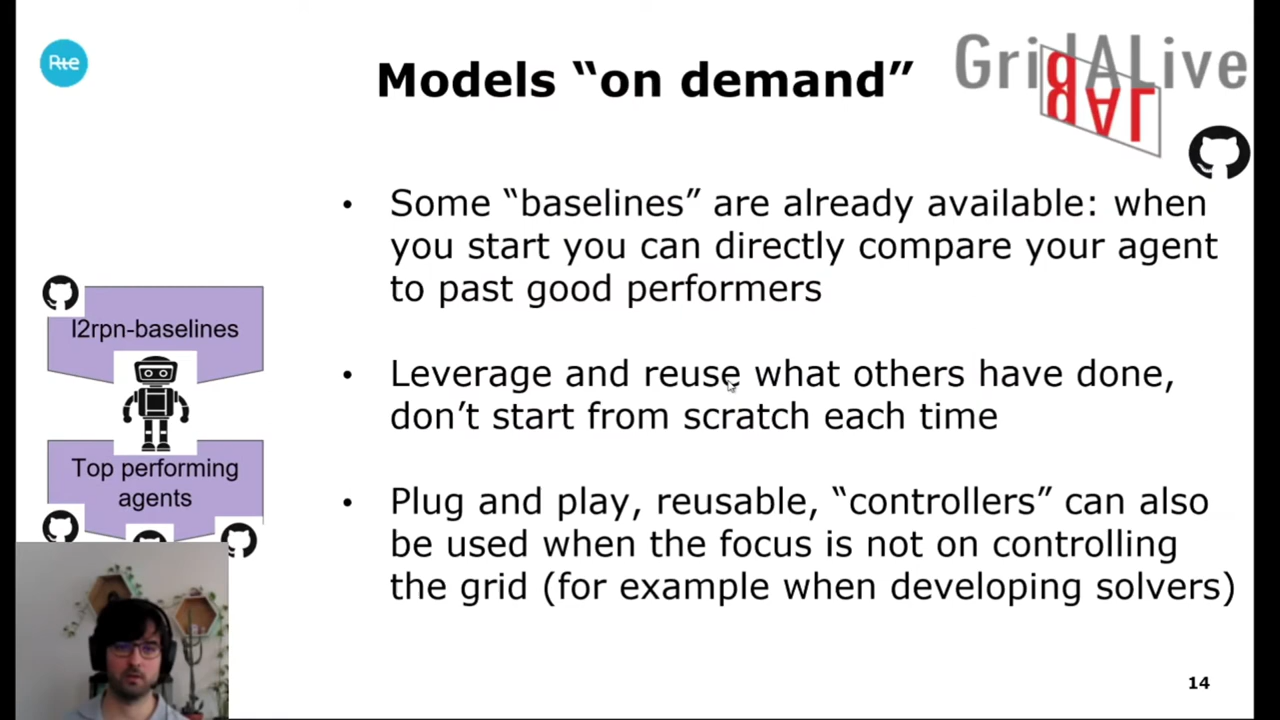 Rte
Models “on demand”
GridALive
• Some “baselines” are already available: when
you start you can directly compare your agent
to past good performers
l2rpn-baselines
• Leverage and reuse what others have done,
don’t start from scratch each time
Top performing
agents
• Plug and play, reusable, “controllers” can also
be used when the focus is not on controlling
the grid (for example when developing solvers)
14